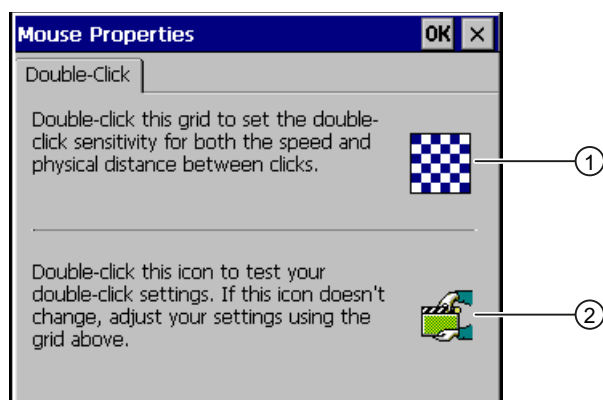 Mouse Properties OK ×
Double-Click
Double-click this grid to set the double-
click sensitivity for both the speed and
physical distance between clicks.
1
Double-click this icon to test your
double-click settings. If this icon doesn't
change, adjust your settings using the
grid above.
2